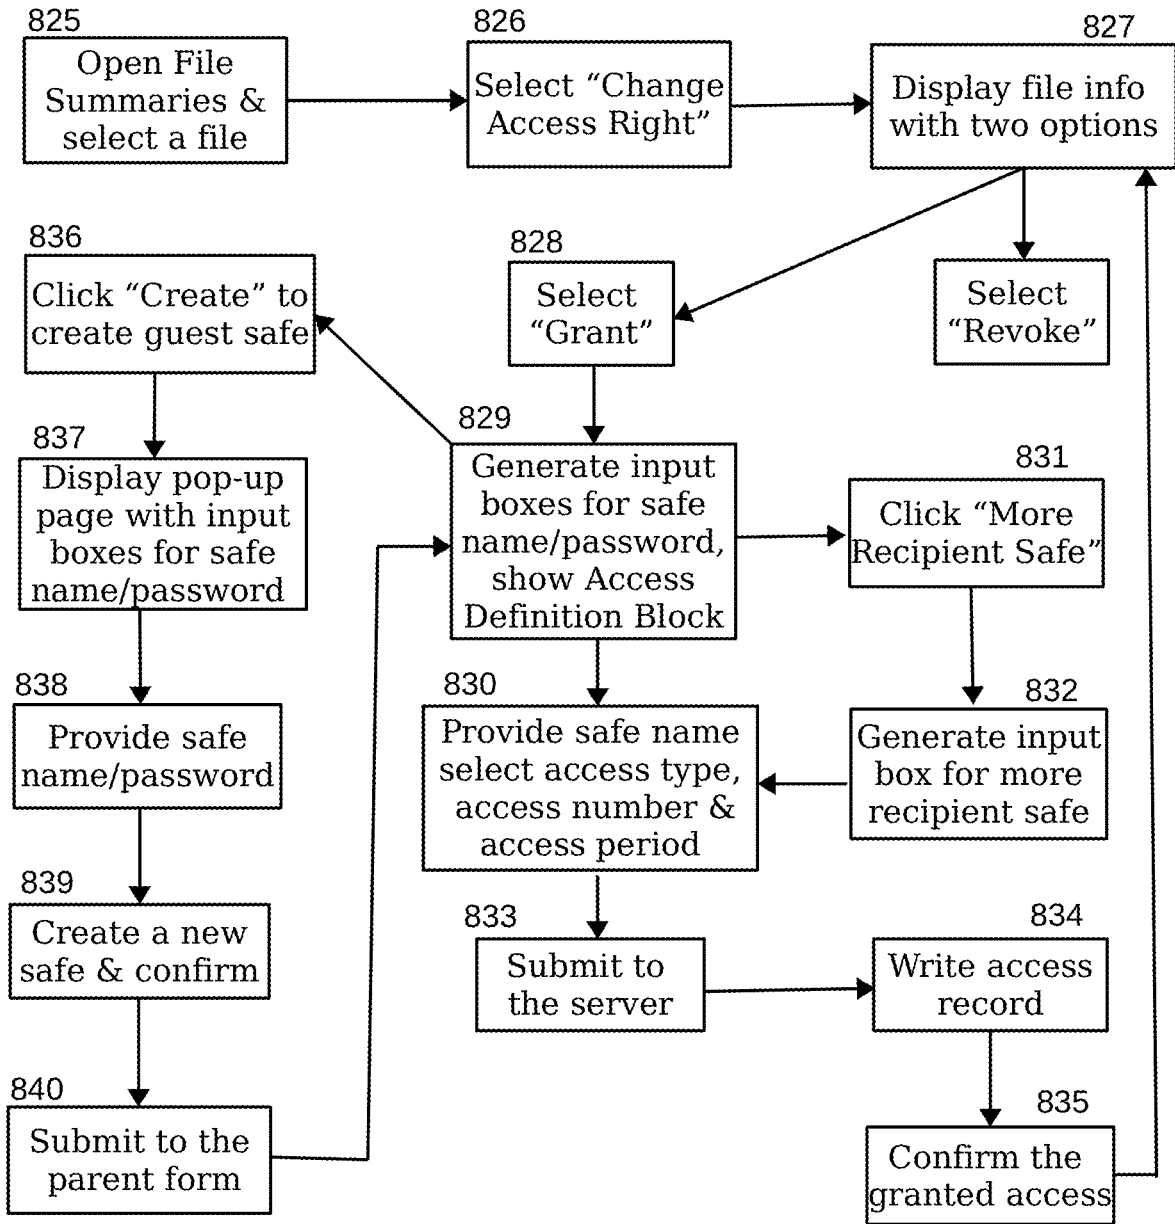 825
Open File
Summaries &
select a file
826
Select “Change
Access Right”
827
Display file info
with two options
836
Click “Create” to
create guest safe
828
Select
“Grant”
Select
“Revoke”
837
Display pop-up
page with input
boxes for safe
name/password
829
Generate input
boxes for safe
name/password,
show Access
Definition Block
831
Click “More
Recipient Safe”
838
Provide safe
name/password
830
Provide safe name
select access type,
access number &
access period
832
Generate input
box for more
recipient safe
839
Create a new
safe & confirm
833
Submit to
the server
834
Write access
record
840
Submit to the
parent form
835
Confirm the
granted access